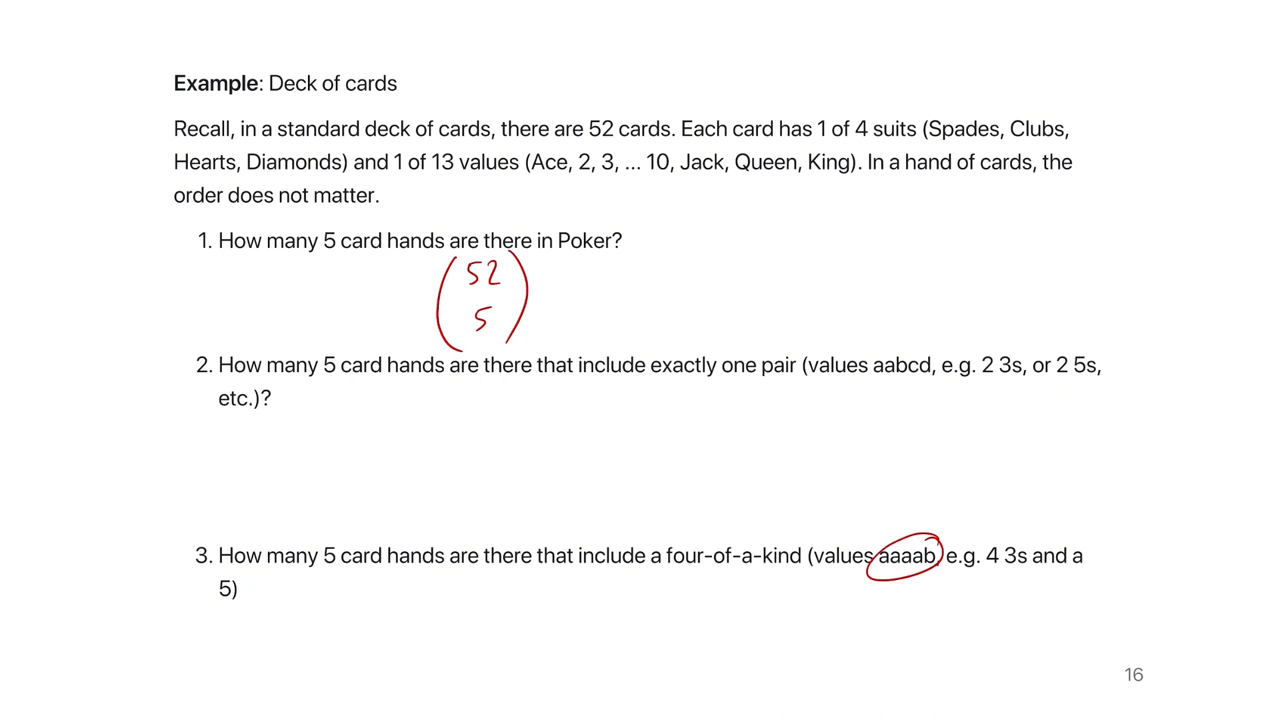 Example: Deck of cards
Recall, in a standard deck of cards, there are 52 cards. Each card has 1 of 4 suits (Spades, Clubs,
Hearts, Diamonds) and 1 of 13 values (Ace, 2, 3, ... 10, Jack, Queen, King). In a hand of cards, the
order does not matter.
1. How many 5 card hands are there in Poker?
(52
5)
2. How many 5 card hands are there that include exactly one pair (values aabcd, e.g. 2 3s, or 2 5s,
etc.)?
3. How many 5 card hands are there that include a four-of-a-kind (values aaaab, e.g. 4 3s and a
5)
16